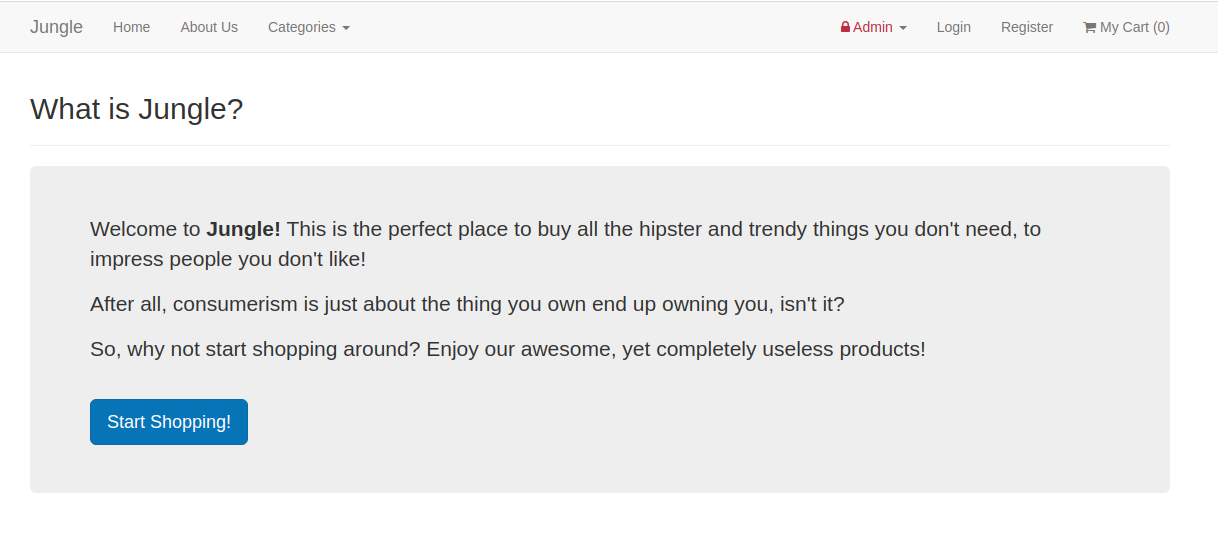 Jungle Home About Us Categories Admin Login Register My Cart (0)
What is Jungle?
Welcome to Jungle! This is the perfect place to buy all the hipster and trendy things you don't need, to
impress people you don't like!
After all, consumerism is just about the thing you own end up owning you, isn't it?
So, why not start shopping around? Enjoy our awesome, yet completely useless products!
Start Shopping!